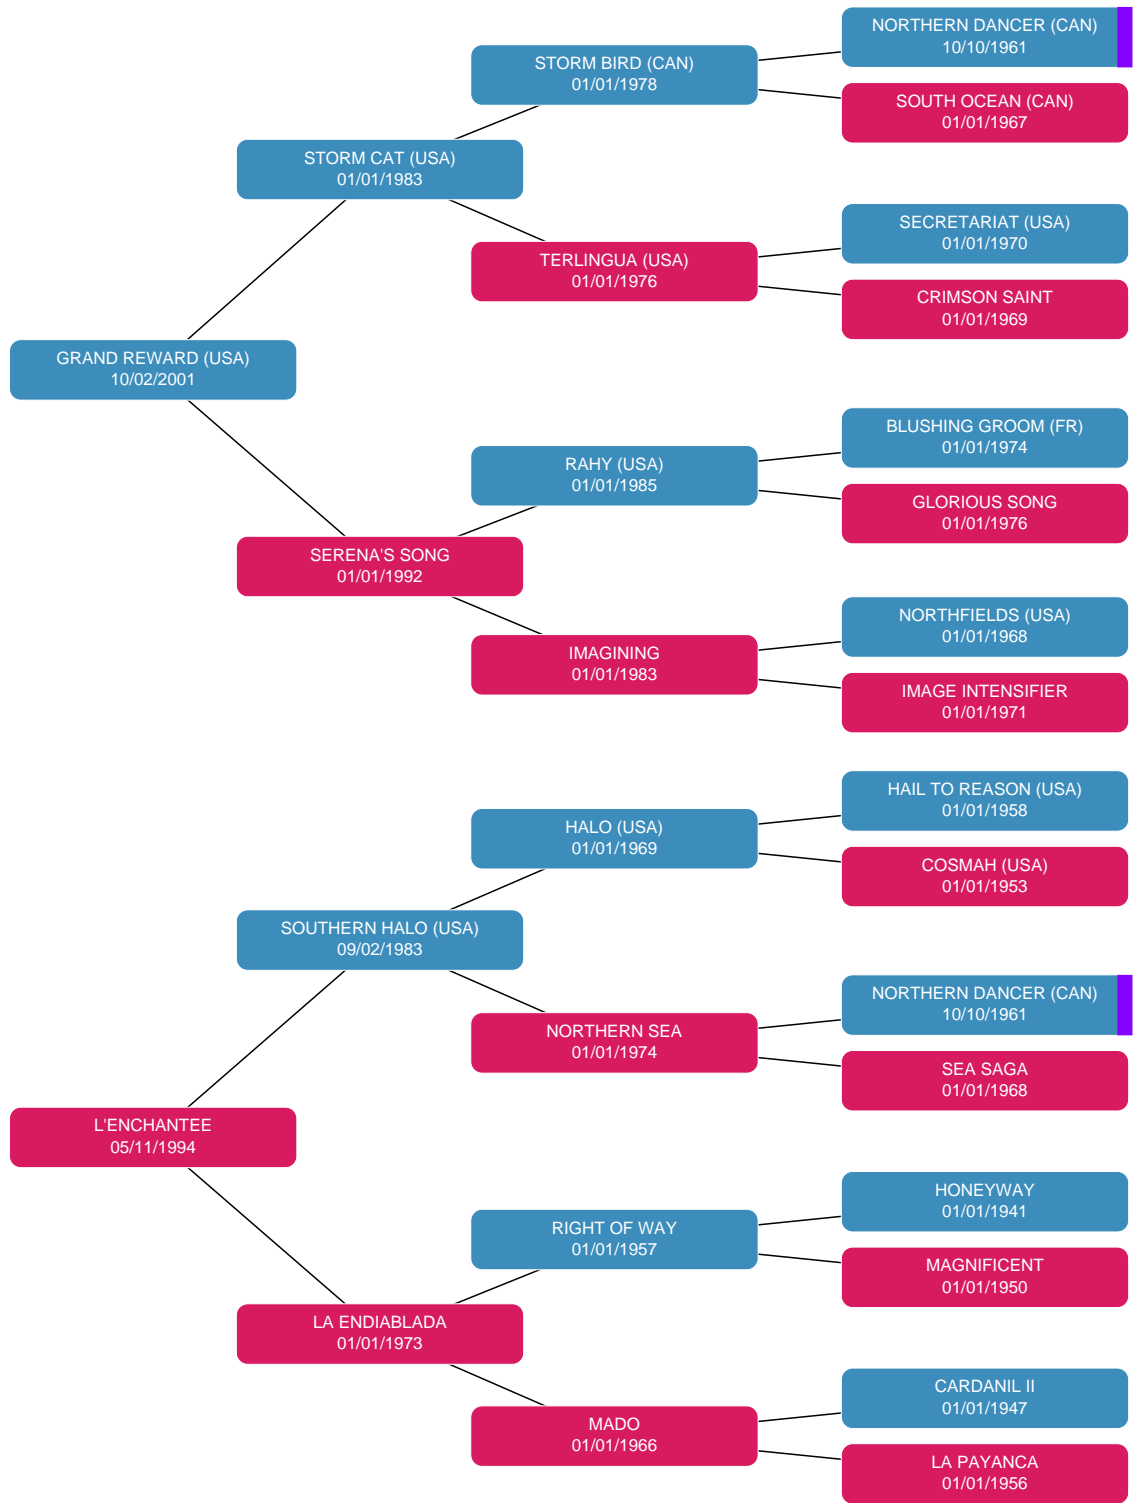 NORTHERN DANCER (CAN)
10/10/1961
STORM BIRD (CAN)
01/01/1978
SOUTH OCEAN (CAN)
01/01/1967
STORM CAT (USA)
01/01/1983
SECRETARIAT (USA)
01/01/1970
TERLINGUA (USA)
01/01/1976
CRIMSON SAINT
01/01/1969
GRAND REWARD (USA)
10/02/2001
BLUSHING GROOM (FR)
01/01/1974
RAHY (USA)
01/01/1985
GLORIOUS SONG
01/01/1976
SERENA'S SONG
01/01/1992
NORTHFIELDS (USA)
01/01/1968
IMAGINING
01/01/1983
IMAGE INTENSIFIER
01/01/1971
HAIL TO REASON (USA)
01/01/1958
HALO (USA)
01/01/1969
COSMAH (USA)
01/01/1953
SOUTHERN HALO (USA)
09/02/1983
NORTHERN DANCER (CAN)
10/10/1961
NORTHERN SEA
01/01/1974
SEA SAGA
01/01/1968
L'ENCHANTEE
05/11/1994
HONEYWAY
01/01/1941
RIGHT OF WAY
01/01/1957
MAGNIFICENT
01/01/1950
LA ENDIABLADA
01/01/1973
CARDANIL II
01/01/1947
MADO
01/01/1966
LA PAYANCA
01/01/1956